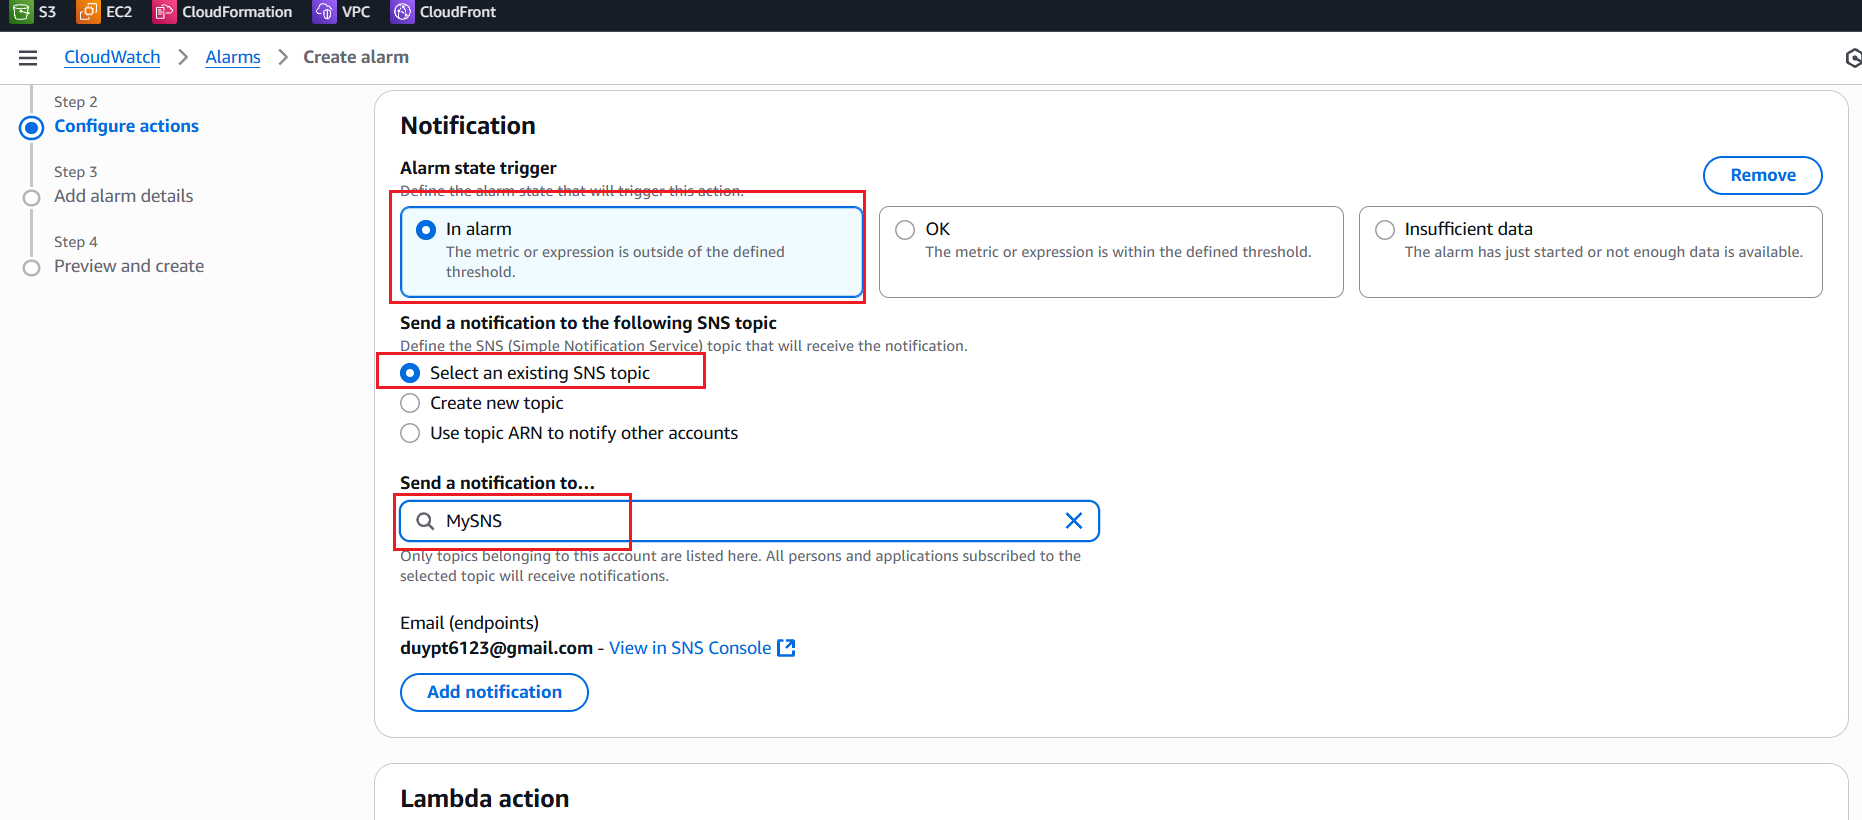 S3 EC2 CloudFormation VPC CloudFront
CloudWatch Alarms Create alarm
Step 2
Configure actions
Step 3
Add alarm details
Step 4
Preview and create
Notification
Alarm state trigger
Define the alarm state that will trigger this action.
Remove
In alarm
The metric or expression is outside of the defined
threshold.
OK
The metric or expression is within the defined threshold.
Insufficient data
The alarm has just started or not enough data is available.
Send a notification to the following SNS topic
Define the SNS (Simple Notification Service) topic that will receive the notification.
Select an existing SNS topic
Create new topic
Use topic ARN to notify other accounts
Send a notification to…
MySNS
Only topics belonging to this account are listed here. All persons and applications subscribed to the
selected topic will receive notifications.
Email (endpoints)
duypt6123@gmail.com - View in SNS Console
Add notification
Lambda action